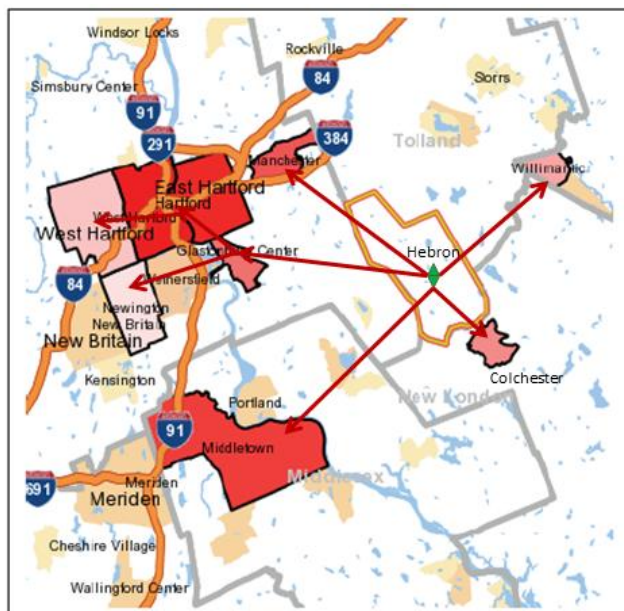 Windsor Locks
Rockville
Simsbury Center
84
Storrs
91
291
384
Tolland
Manchester
Willimantic
East Hartford
Hartford
West Hartford
West Hartford
Hebron
Glastonbury Center
84
Wethersfield
Newington
New Britain
New Britain
Colchester
Kensington
New London
Portland
91
Middletown
Middlesex
691
Meriden
Meriden
Cheshire Village
Wallingford Center